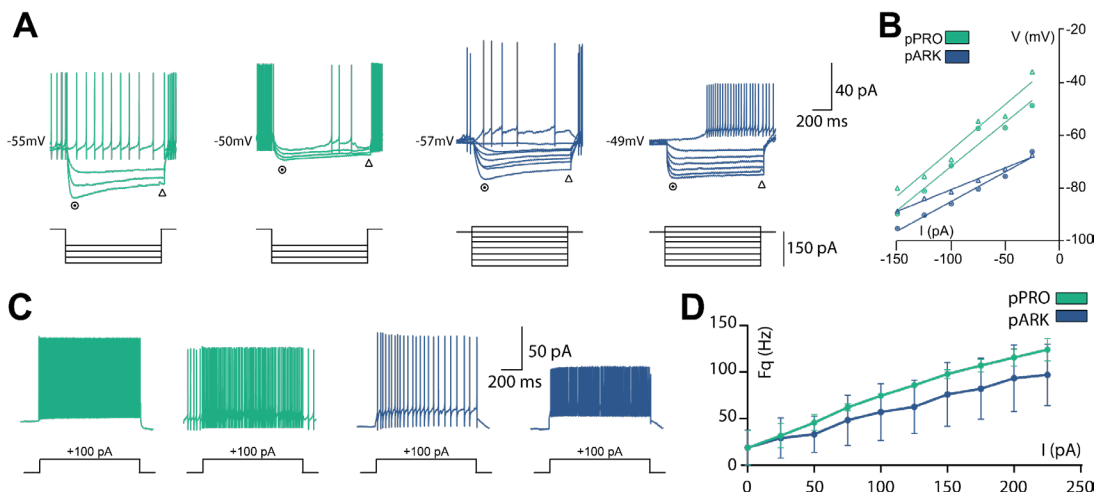 A
-55mV
-50mV
-57mV
-49mV
40 pA
200 ms
150 pA
B
pPRO
pARK
V (mV)
-20
-40
-60
-80
-100
I (pA)
-150
-100
-50
0
C
50 pA
200 ms
+100 pA
+100 pA
+100 pA
+100 pA
D
pPRO
pARK
Fq (Hz)
150
100
50
0
I (pA)
0
50
100
150
200
250